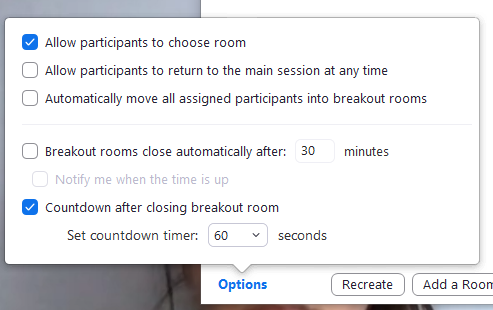 Allow participants to choose room
Allow participants to return to the main session at any time
Automatically move all assigned participants into breakout rooms
Breakout rooms close automatically after: 30 minutes
Notify me when the time is up
Countdown after closing breakout room
Set countdown timer: 60 seconds
Options Recreate Add a Room